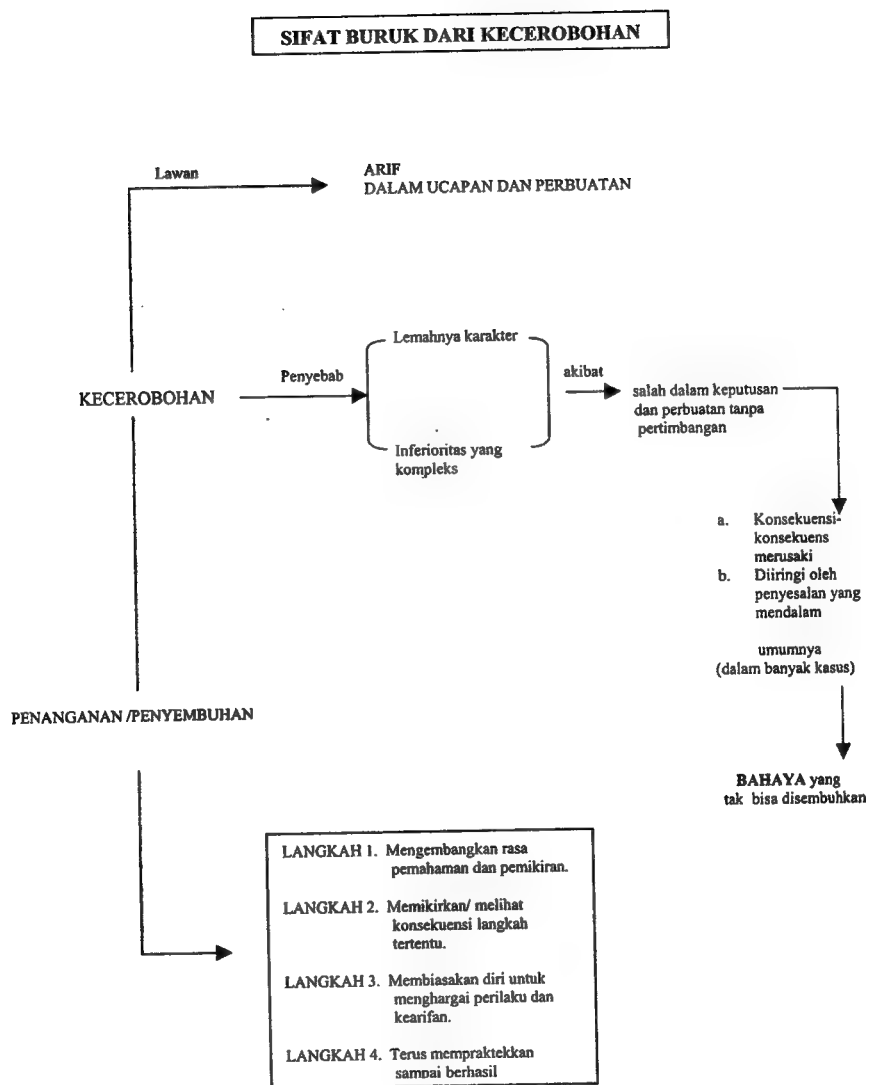 SIFAT BURUK DARI KECEROBOHAN
Lawan
ARIF
DALAM UCAPAN DAN PERBUATAN
KECEROBOHAN
Penyebab
Lemahnya karakter
Inferioritas yang
kompleks
akibat
salah dalam keputusan
dan perbuatan tanpa
pertimbangan
a. Konsekuensi-
konsekuens
merusaki
b. Diiringi oleh
penyesalan yang
mendalam
umumnya
(dalam banyak kasus)
BAHAYA yang
tak bisa disembuhkan
PENANGANAN /PENYEMBUHAN
LANGKAH 1. Mengembangkan rasa
pemahaman dan pemikiran.
LANGKAH 2. Memikirkan/ melihat
konsekuensi langkah
tertentu.
LANGKAH 3. Membiasakan diri untuk
menghargai perilaku dan
kearifan.
LANGKAH 4. Terus mempraktekkan
sampai berhasil